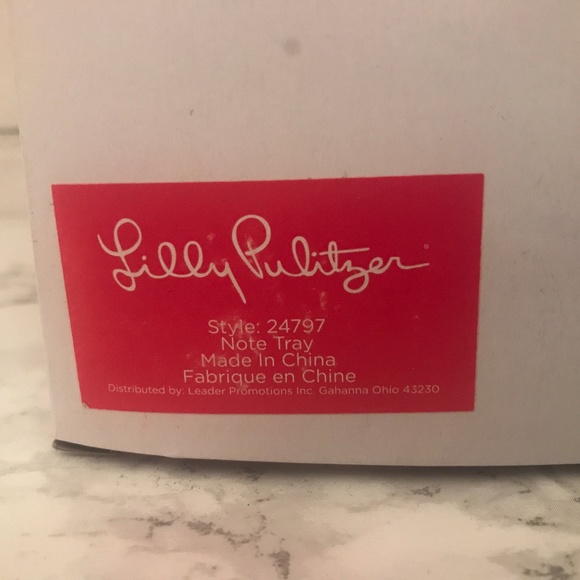 Lilly Pulitzer
Style: 24797
Note Tray
Made In China
Fabrique en Chine
Distributed by: Leader Promotions Inc. Gahanna Ohio 43230